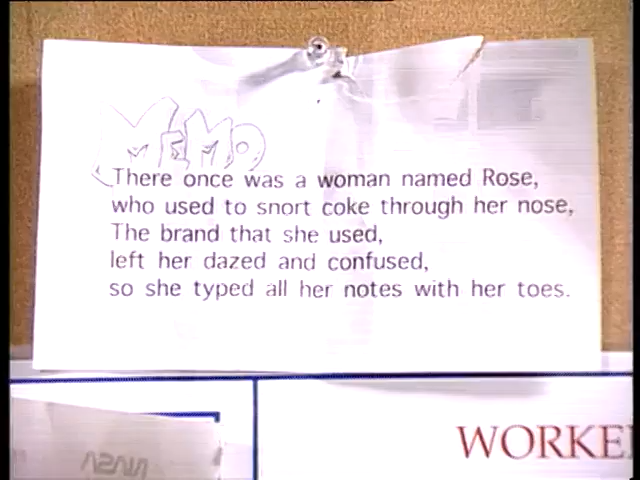 MEMO
There once was a woman named Rose,
who used to snort coke through her nose,
The brand that she used,
left her dazed and confused,
so she typed all her notes with her toes.
WORKE